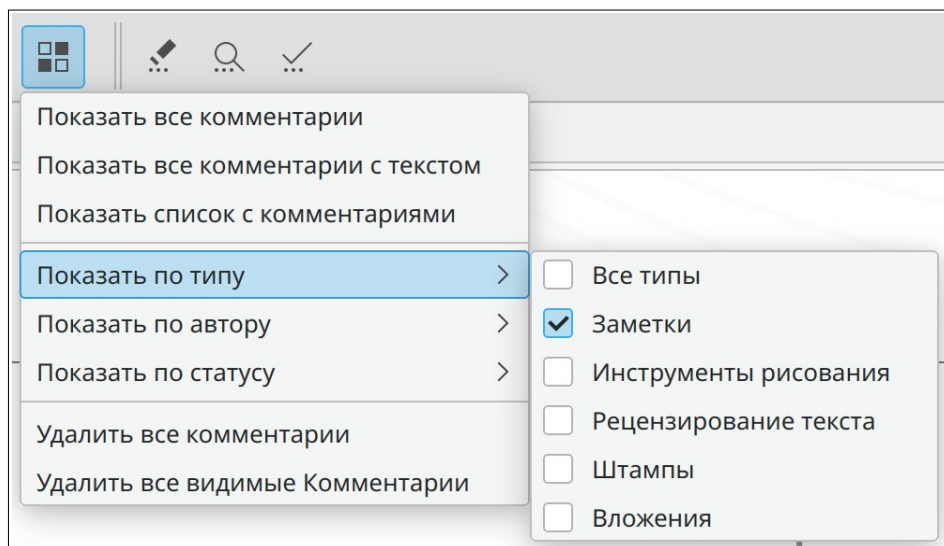 Показать все комментарии
Показать все комментарии с текстом
Показать список с комментариями
Показать по типу
Показать по автору
Показать по статусу
Удалить все комментарии
Удалить все видимые Комментарии
Все типы
Заметки
Инструменты рисования
Рецензирование текста
Штампы
Вложения